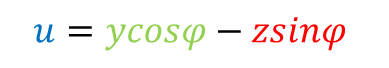 u = ycosφ − zsinφ